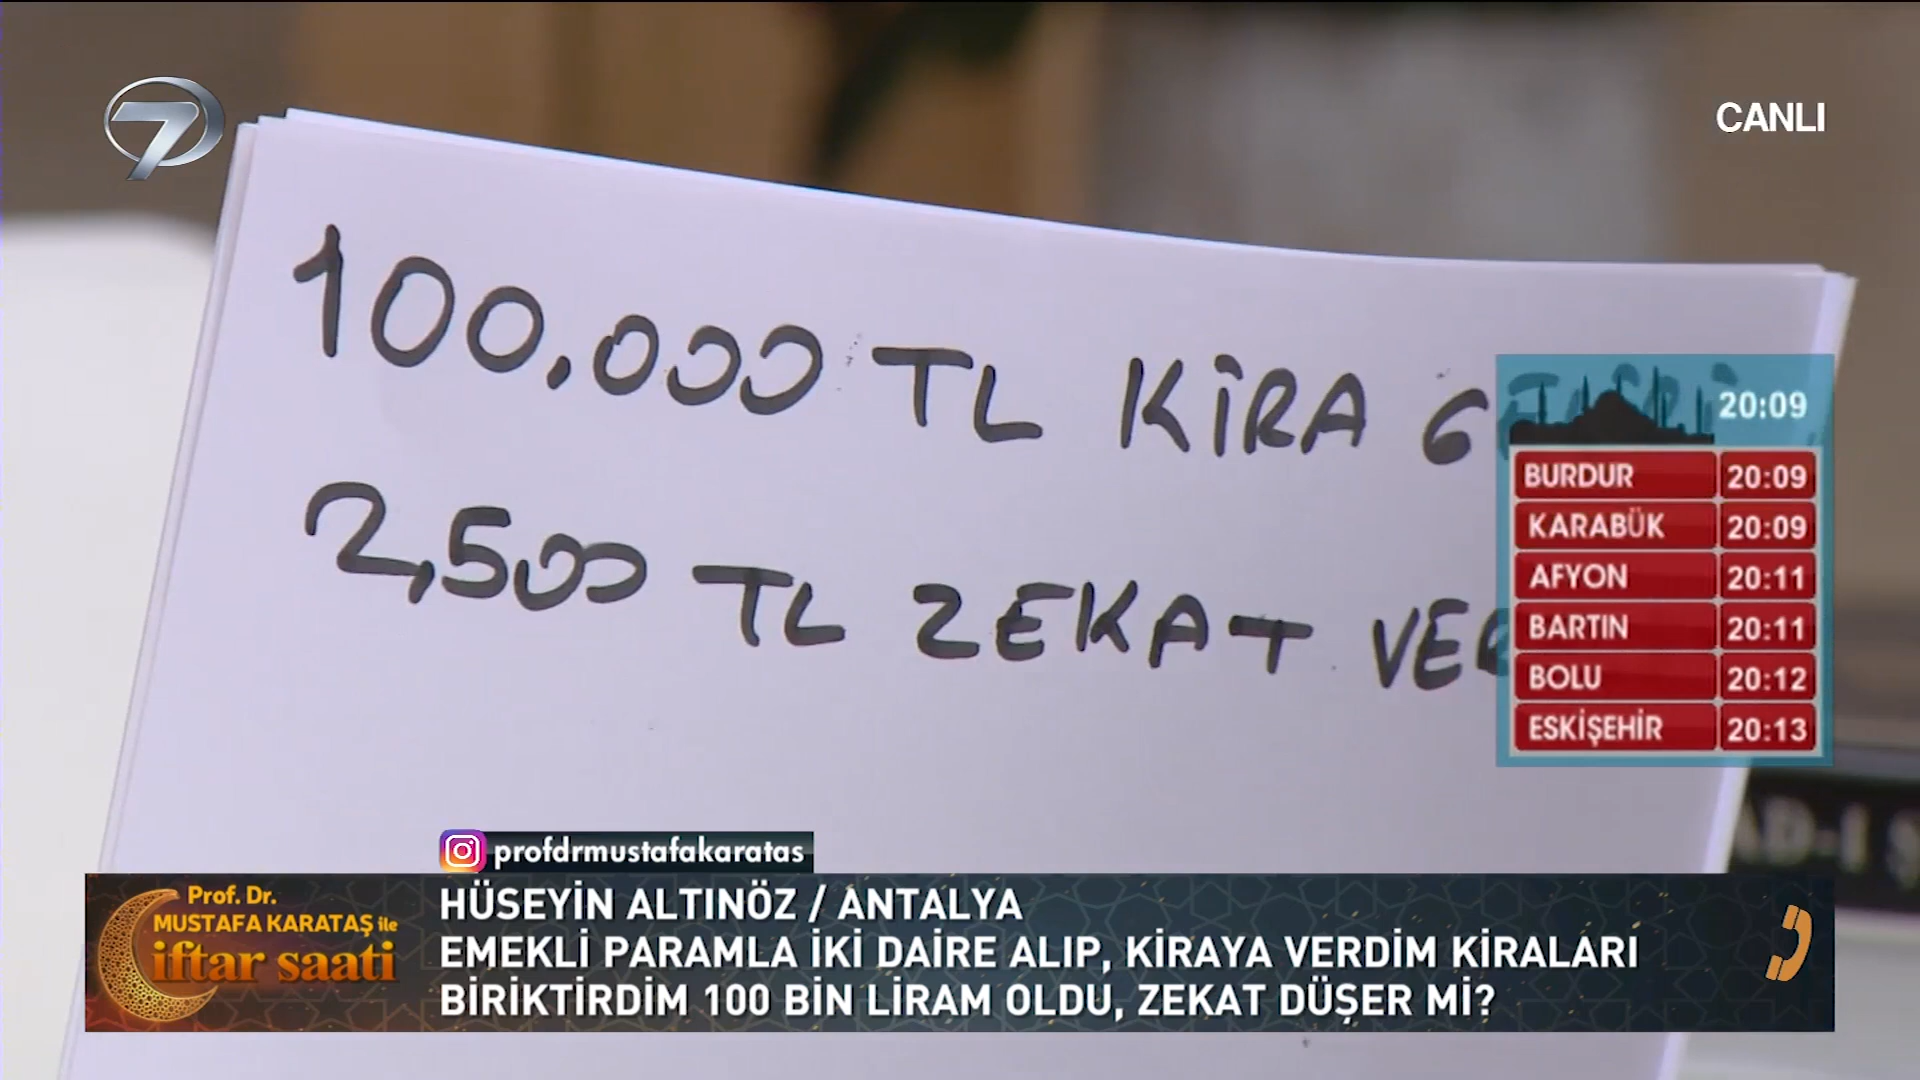 7
CANLI
100.000 TL KİRA
2,500 TL ZEKAT
20:09
BURDUR 20:09
KARABÜK 20:09
AFYON 20:11
BARTIN 20:11
BOLU 20:12
ESKİŞEHİR 20:13
profdrmustafakaratas
Prof. Dr.
MUSTAFA KARATAŞ ile
iftar saati
HÜSEYİN ALTINÖZ / ANTALYA
EMEKLİ PARAMLA İKİ DAİRE ALIP, KİRAYA VERDİM KİRALARI
BİRİKTİRDİM 100 BİN LİRAM OLDU, ZEKAT DÜŞER Mİ?